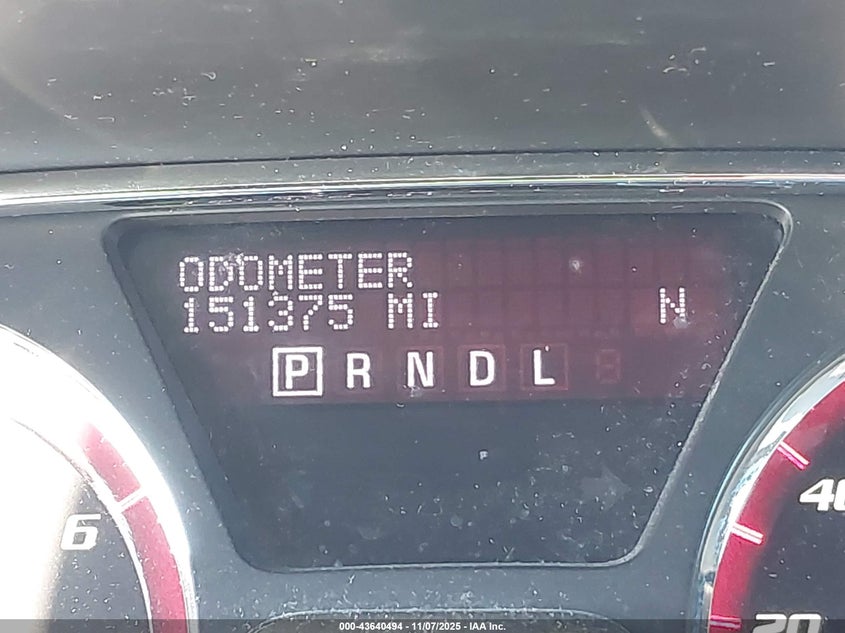 ODOMETER
151375 MI N
P R N D L
6
40
20
000-43640494 - 11/07/2025 - IAA Inc.